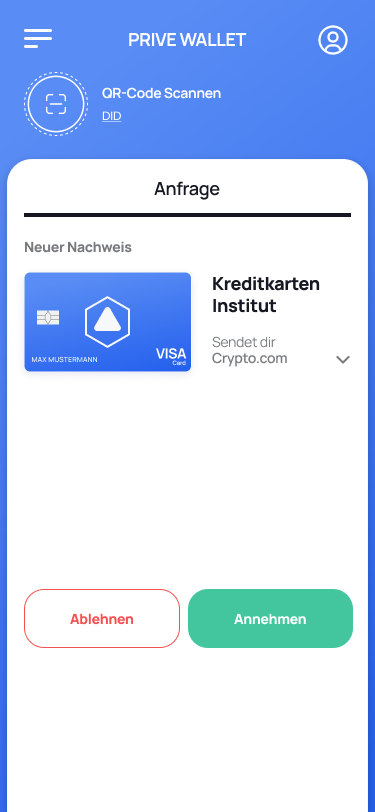 PRIVE WALLET
QR-Code Scannen
DID
Anfrage
Neuer Nachweis
MAX MUSTERMANN
VISA
Card
Kreditkarten
Institut
Sendet dir
Crypto.com
Ablehnen
Annehmen